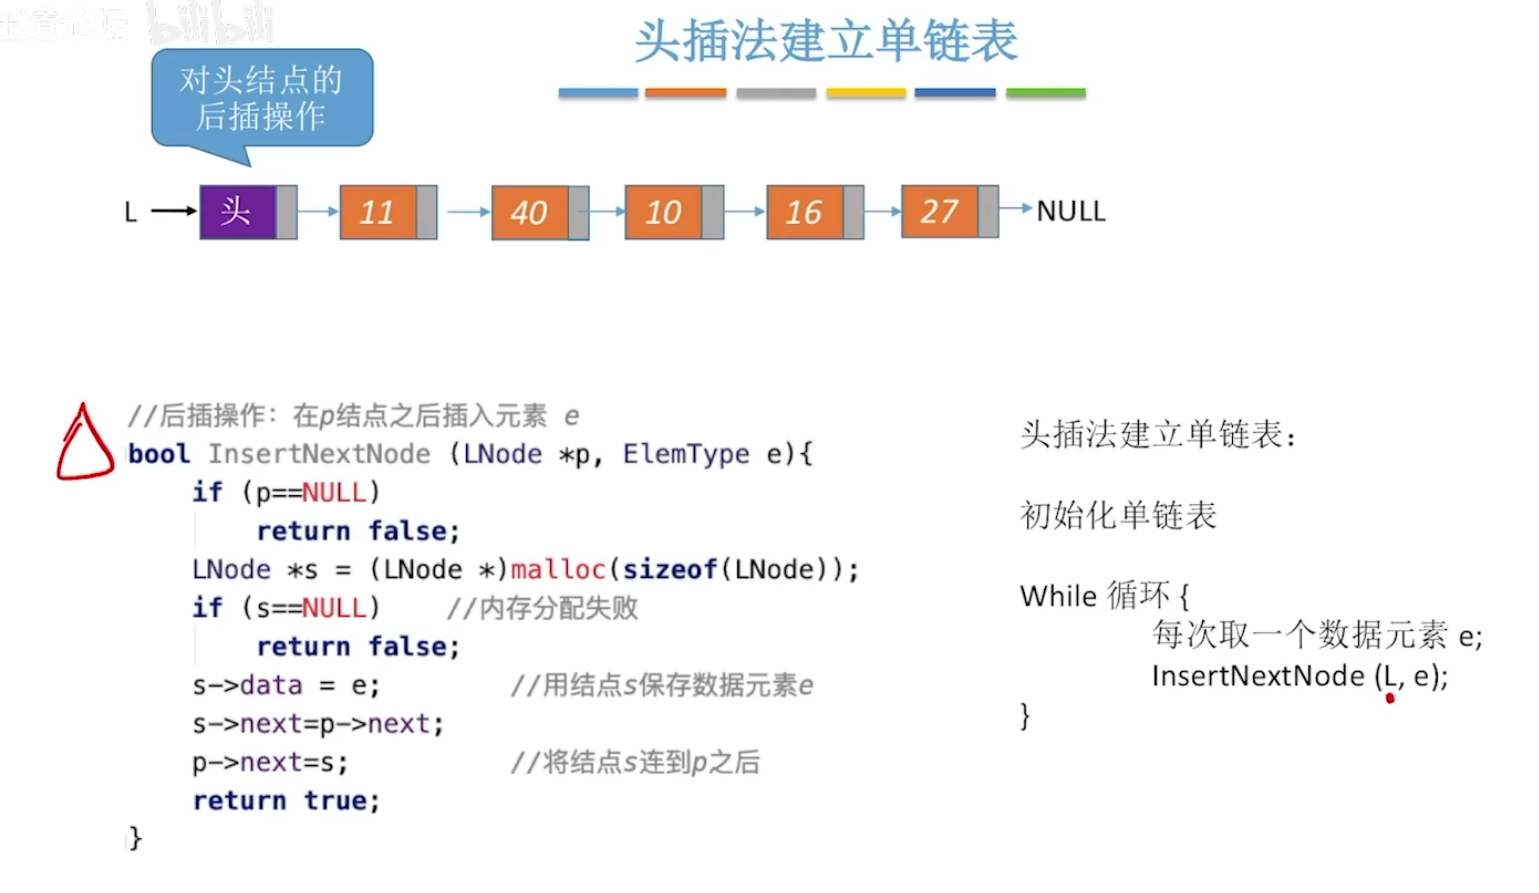 王道论坛 bilibili
头插法建立单链表
对头结点的
后插操作
L 头 11 40 10 16 27 NULL
//后插操作：在p结点之后插入元素 e
bool InsertNextNode (LNode *p, ElemType e){
if (p==NULL)
return false;
LNode *s = (LNode *)malloc(sizeof(LNode));
if (s==NULL) //内存分配失败
return false;
s->data = e; //用结点s保存数据元素e
s->next=p->next;
p->next=s; //将结点s连到p之后
return true;
}
头插法建立单链表：
初始化单链表
While 循环 {
每次取一个数据元素 e;
InsertNextNode (L, e);
}